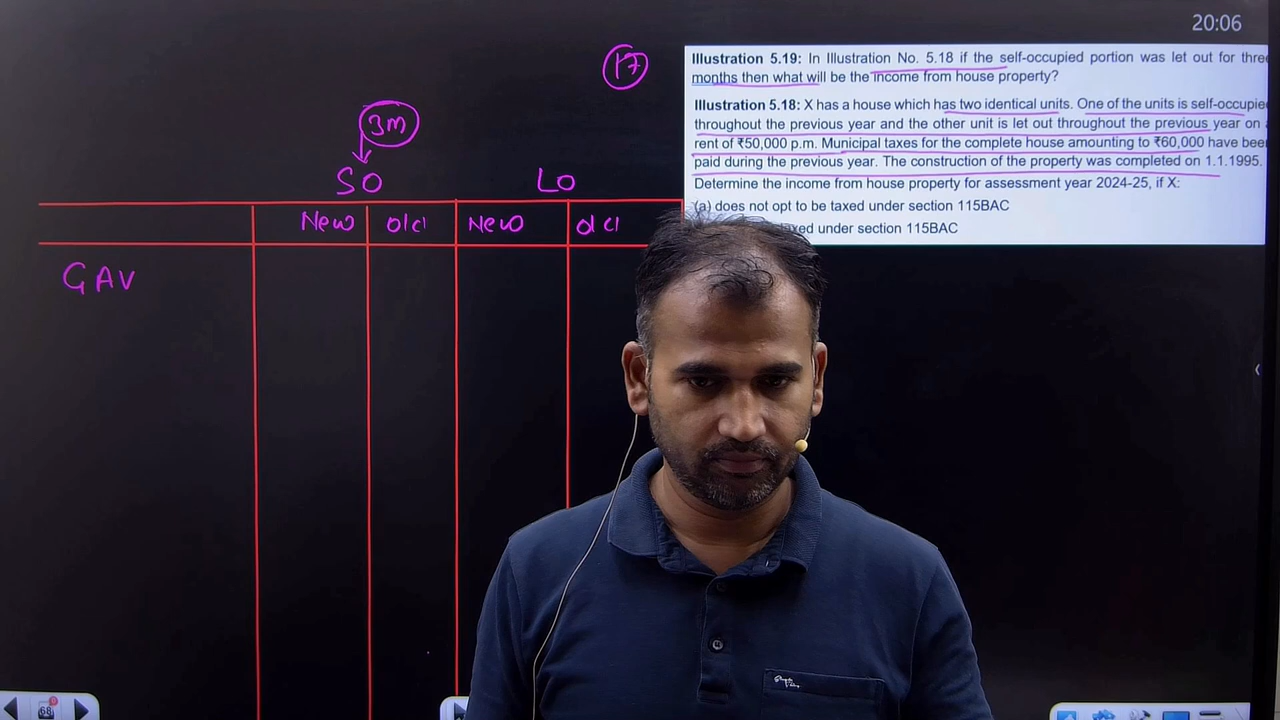 20:06
17
Illustration 5.19: In Illustration No. 5.18 if the self-occupied portion was let out for three
months then what will be the income from house property?
Illustration 5.18: X has a house which has two identical units. One of the units is self-occupied
throughout the previous year and the other unit is let out throughout the previous year on a
rent of ₹50,000 p.m. Municipal taxes for the complete house amounting to ₹60,000 have been
paid during the previous year. The construction of the property was completed on 1.1.1995.
Determine the income from house property for assessment year 2024-25, if X:
(a) does not opt to be taxed under section 115BAC
taxed under section 115BAC
3m
SO LO
New old New old
GAV
68